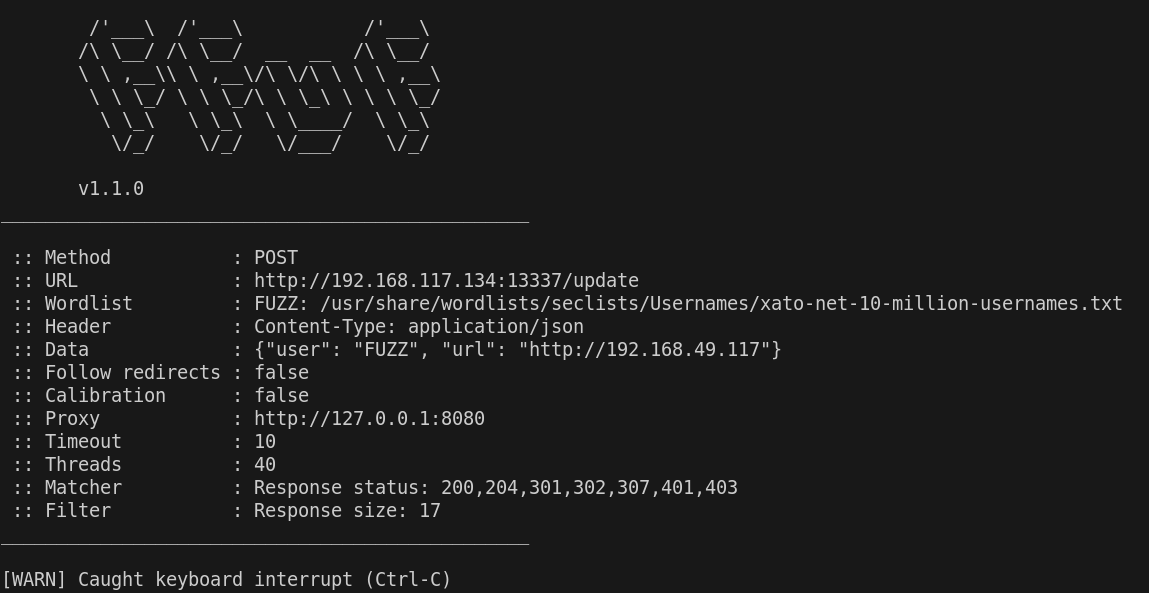 /'___\  /'___\           /'___\
       /\ \__/ /\ \__/  __  __  /\ \__/
       \ \ ,__\\ \ ,__\/\ \/\ \ \ \ ,__\
        \ \ \_/ \ \ \_/\ \ \_\ \ \ \ \_/
         \ \_\   \ \_\  \ \____/  \ \_\
          \/_/    \/_/   \/___/    \/_/
       v1.1.0
________________________________________________
 :: Method           : POST
 :: URL              : http://192.168.117.134:13337/update
 :: Wordlist         : FUZZ: /usr/share/wordlists/seclists/Usernames/xato-net-10-million-usernames.txt
 :: Header           : Content-Type: application/json
 :: Data             : {"user": "FUZZ", "url": "http://192.168.49.117"}
 :: Follow redirects : false
 :: Calibration      : false
 :: Proxy            : http://127.0.0.1:8080
 :: Timeout          : 10
 :: Threads          : 40
 :: Matcher          : Response status: 200,204,301,302,307,401,403
 :: Filter           : Response size: 17
________________________________________________
[WARN] Caught keyboard interrupt (Ctrl-C)